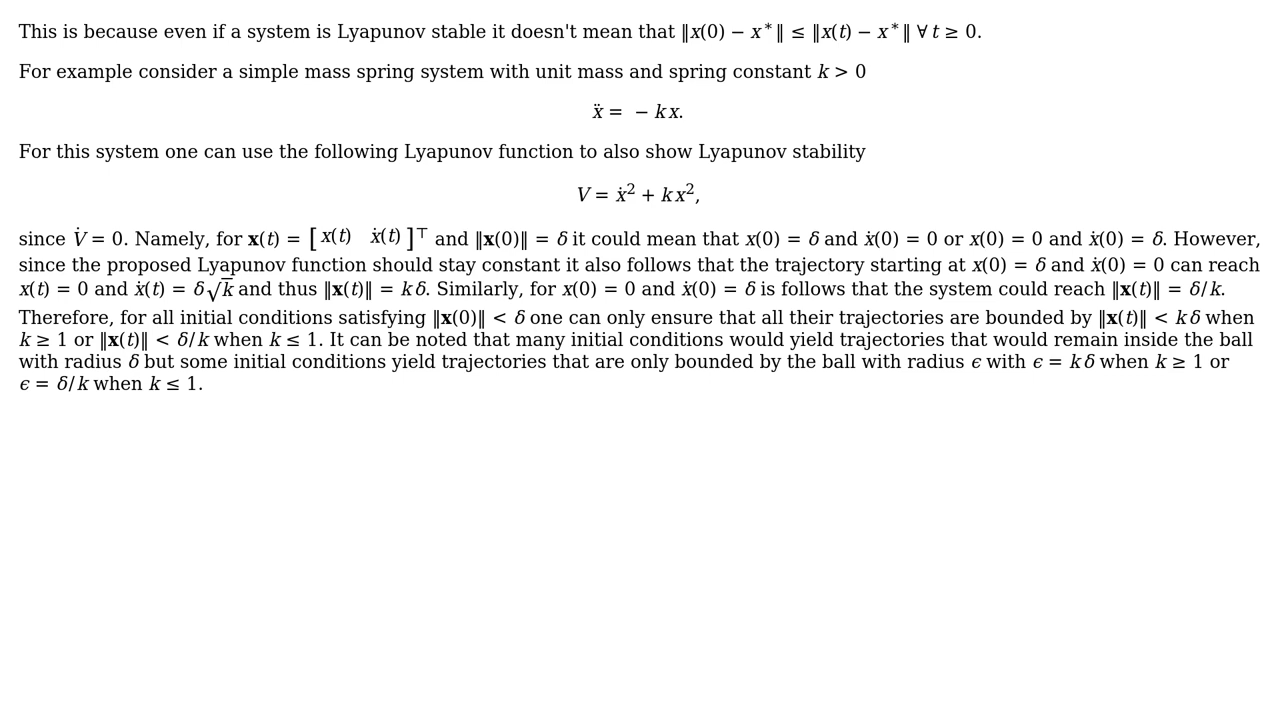 This is because even if a system is Lyapunov stable it doesn't mean that ‖x(0) − x*‖ ≤ ‖x(t) − x*‖ ∀ t ≥ 0.
For example consider a simple mass spring system with unit mass and spring constant k > 0
ẍ = − k x.
For this system one can use the following Lyapunov function to also show Lyapunov stability
V = ẋ² + k x²,
since V̇ = 0. Namely, for 𝐱(t) = [ x(t) ẋ(t) ]⊤ and ‖𝐱(0)‖ = δ it could mean that x(0) = δ and ẋ(0) = 0 or x(0) = 0 and ẋ(0) = δ. However,
since the proposed Lyapunov function should stay constant it also follows that the trajectory starting at x(0) = δ and ẋ(0) = 0 can reach
x(t) = 0 and ẋ(t) = δ√k and thus ‖𝐱(t)‖ = k δ. Similarly, for x(0) = 0 and ẋ(0) = δ is follows that the system could reach ‖𝐱(t)‖ = δ/k.
Therefore, for all initial conditions satisfying ‖𝐱(0)‖ < δ one can only ensure that all their trajectories are bounded by ‖𝐱(t)‖ < k δ when
k ≥ 1 or ‖𝐱(t)‖ < δ/k when k ≤ 1. It can be noted that many initial conditions would yield trajectories that would remain inside the ball
with radius δ but some initial conditions yield trajectories that are only bounded by the ball with radius ϵ with ϵ = k δ when k ≥ 1 or
ϵ = δ/k when k ≤ 1.